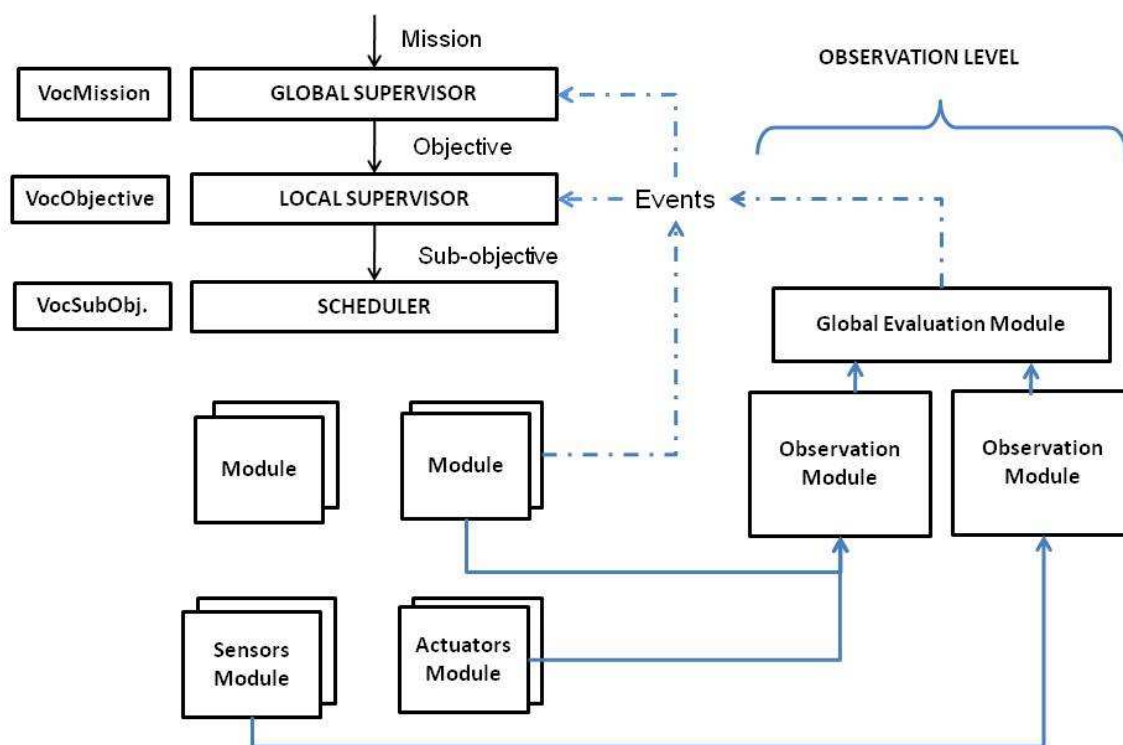 Mission
OBSERVATION LEVEL
VocMission
GLOBAL SUPERVISOR
Objective
VocObjective
LOCAL SUPERVISOR
Events
Sub-objective
VocSubObj.
SCHEDULER
Global Evaluation Module
Module
Module
Observation
Module
Observation
Module
Sensors
Module
Actuators
Module